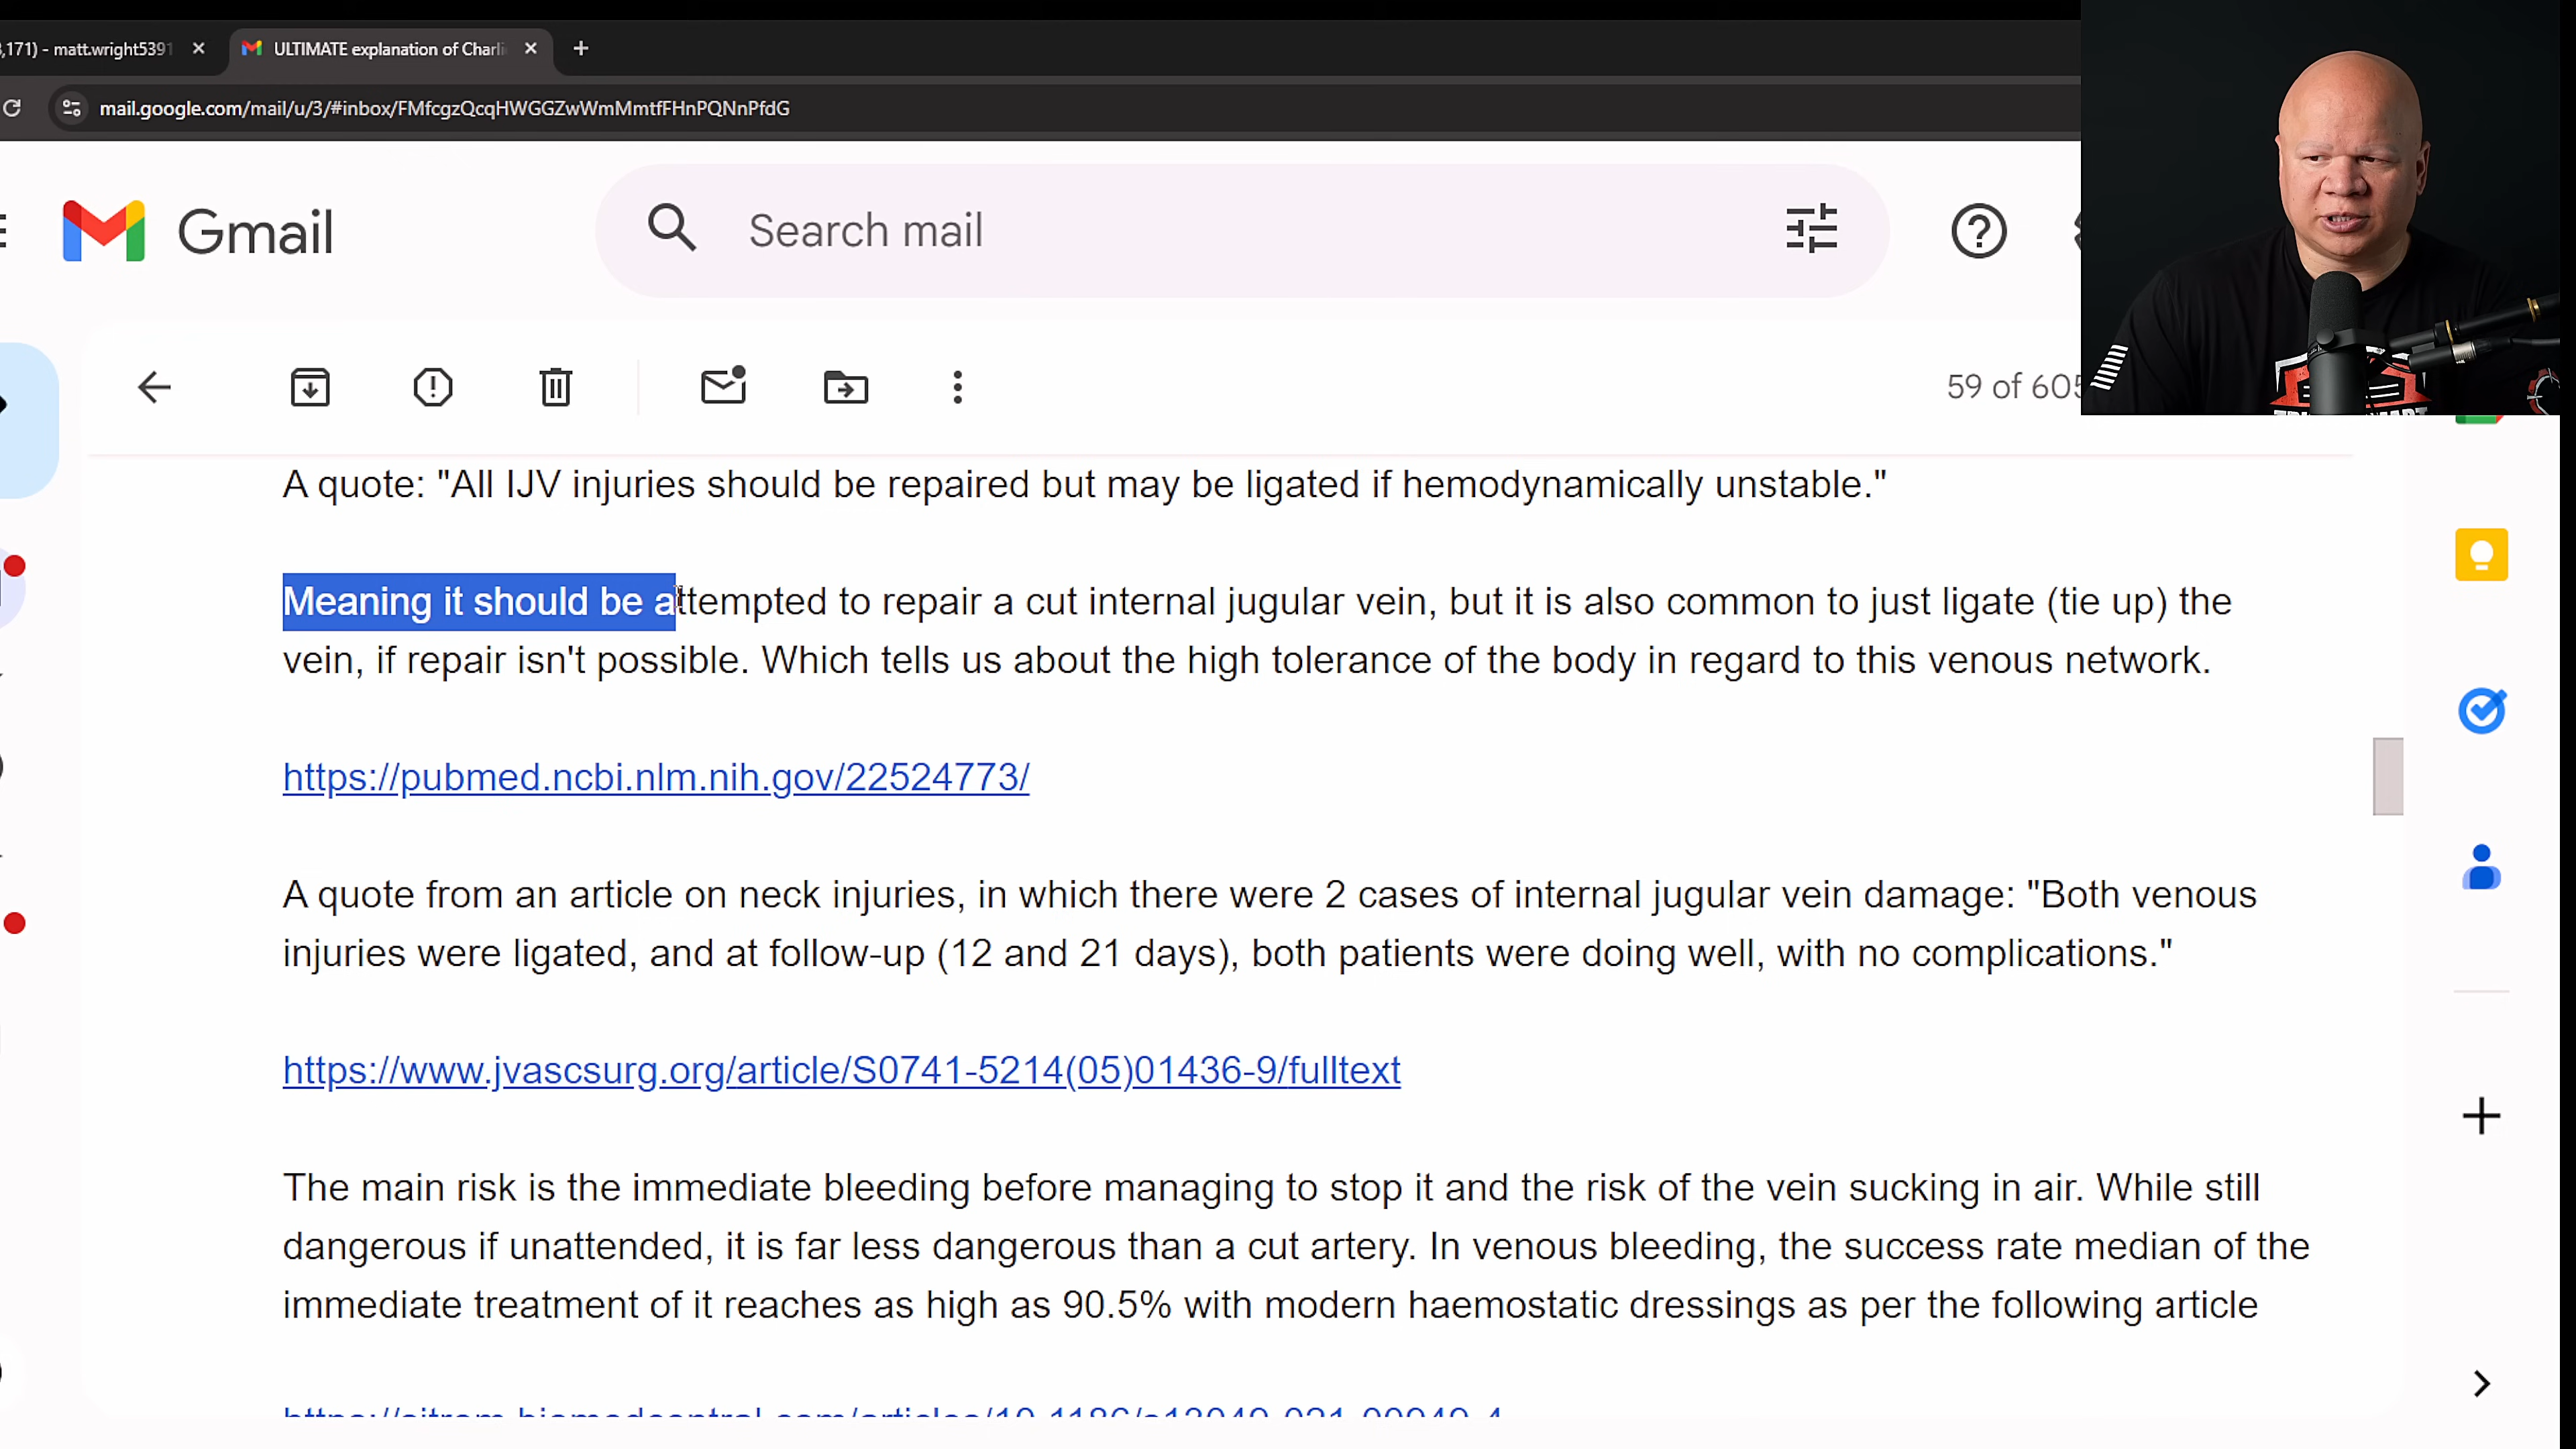 ,171) - matt.wright5391
ULTIMATE explanation of Charli
mail.google.com/mail/u/3/#inbox/FMfcgzQcqHWGGZwWmMmtfFHnPQNnPfdG
Gmail
Search mail
59 of 605
A quote: "All IJV injuries should be repaired but may be ligated if hemodynamically unstable."
Meaning it should be attempted to repair a cut internal jugular vein, but it is also common to just ligate (tie up) the
vein, if repair isn't possible. Which tells us about the high tolerance of the body in regard to this venous network.
https://pubmed.ncbi.nlm.nih.gov/22524773/
A quote from an article on neck injuries, in which there were 2 cases of internal jugular vein damage: "Both venous
injuries were ligated, and at follow-up (12 and 21 days), both patients were doing well, with no complications."
https://www.jvascsurg.org/article/S0741-5214(05)01436-9/fulltext
The main risk is the immediate bleeding before managing to stop it and the risk of the vein sucking in air. While still
dangerous if unattended, it is far less dangerous than a cut artery. In venous bleeding, the success rate median of the
immediate treatment of it reaches as high as 90.5% with modern haemostatic dressings as per the following article